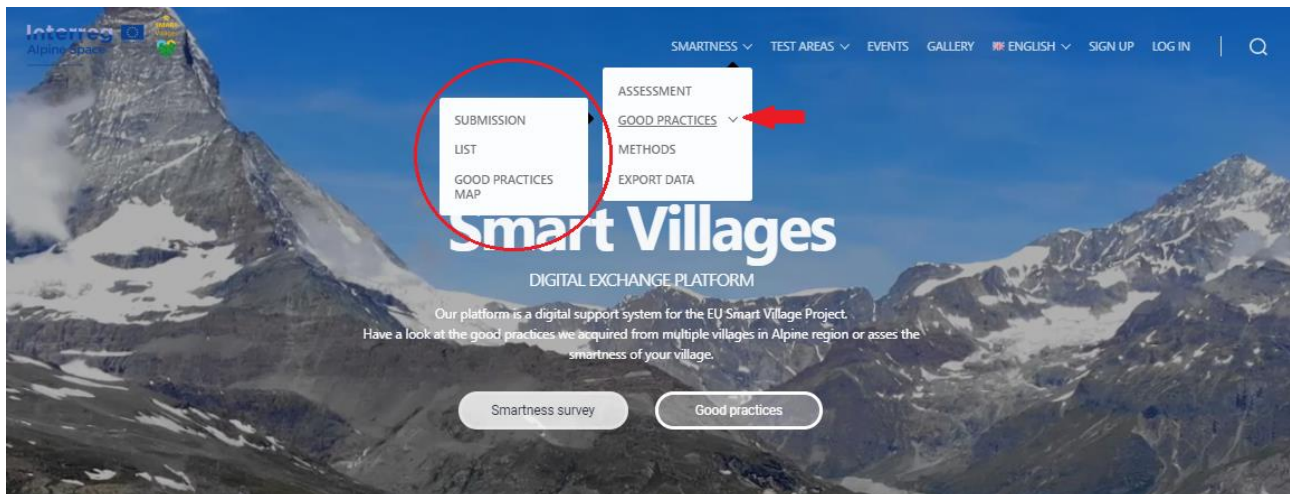 Interreg
Alpine Space
SMARTNESS TEST AREAS EVENTS GALLERY ENGLISH SIGN UP LOG IN
ASSESSMENT
GOOD PRACTICES
METHODS
EXPORT DATA
SUBMISSION
LIST
GOOD PRACTICES
MAP
Smart Villages
DIGITAL EXCHANGE PLATFORM
Our platform is a digital support system for the EU Smart Village Project.
Have a look at the good practices we acquired from multiple villages in Alpine region or asses the
smartness of your village.
Smartness survey
Good practices